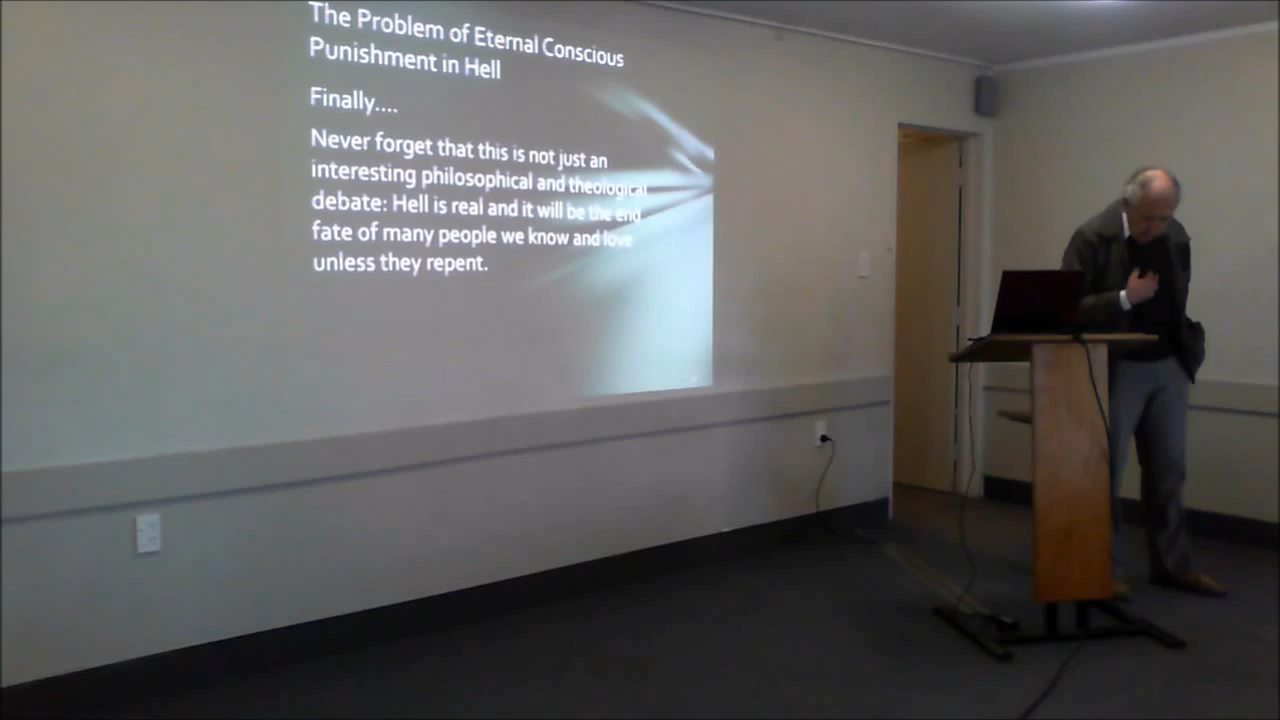 The Problem of Eternal Conscious
Punishment in Hell
Finally....
Never forget that this is not just an
interesting philosophical and theological
debate: Hell is real and it will be the end
fate of many people we know and love
unless they repent.